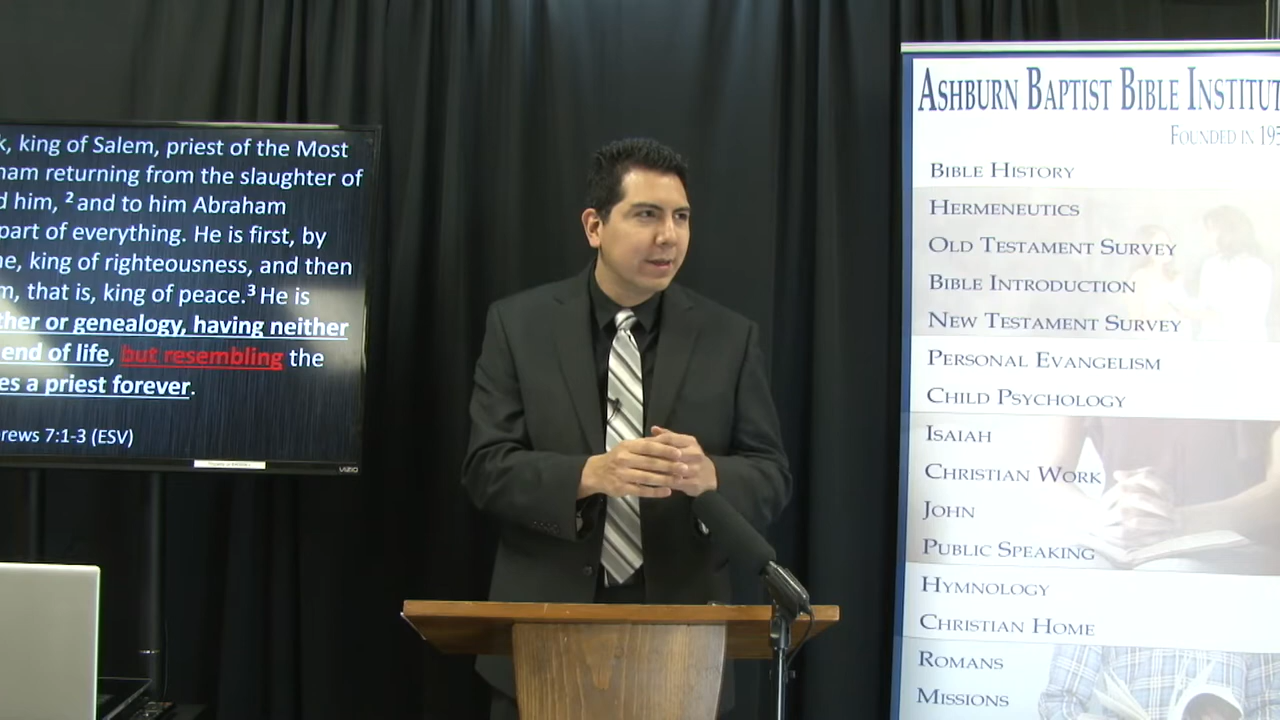 k, king of Salem, priest of the Most
ham returning from the slaughter of
d him, ² and to him Abraham
part of everything. He is first, by
ne, king of righteousness, and then
m, that is, king of peace.³ He is
ther or genealogy, having neither
end of life, but resembling the
es a priest forever.
rews 7:1-3 (ESV)
VIZIO
ASHBURN BAPTIST BIBLE INSTITUT
FOUNDED IN 193
BIBLE HISTORY
HERMENEUTICS
OLD TESTAMENT SURVEY
BIBLE INTRODUCTION
NEW TESTAMENT SURVEY
PERSONAL EVANGELISM
CHILD PSYCHOLOGY
ISAIAH
CHRISTIAN WORK
JOHN
PUBLIC SPEAKING
HYMNOLOGY
CHRISTIAN HOME
ROMANS
MISSIONS